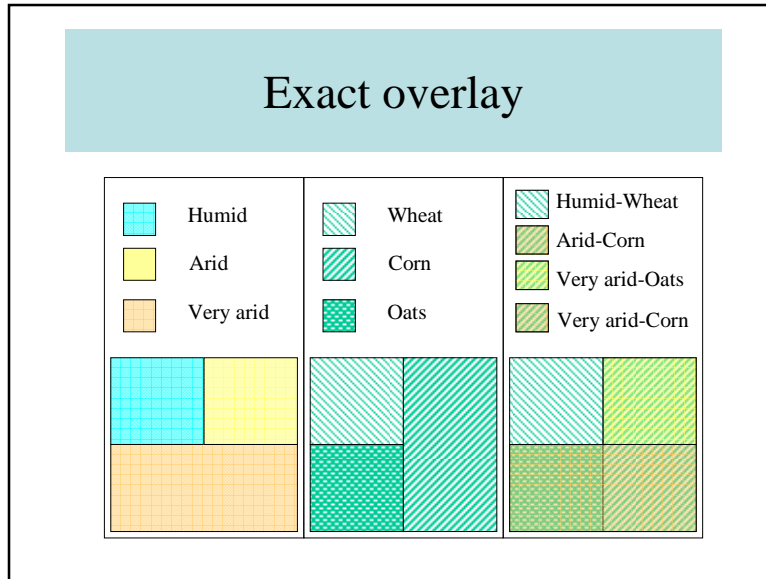 Exact overlay
Humid
Arid
Very arid
Wheat
Corn
Oats
Humid-Wheat
Arid-Corn
Very arid-Oats
Very arid-Corn